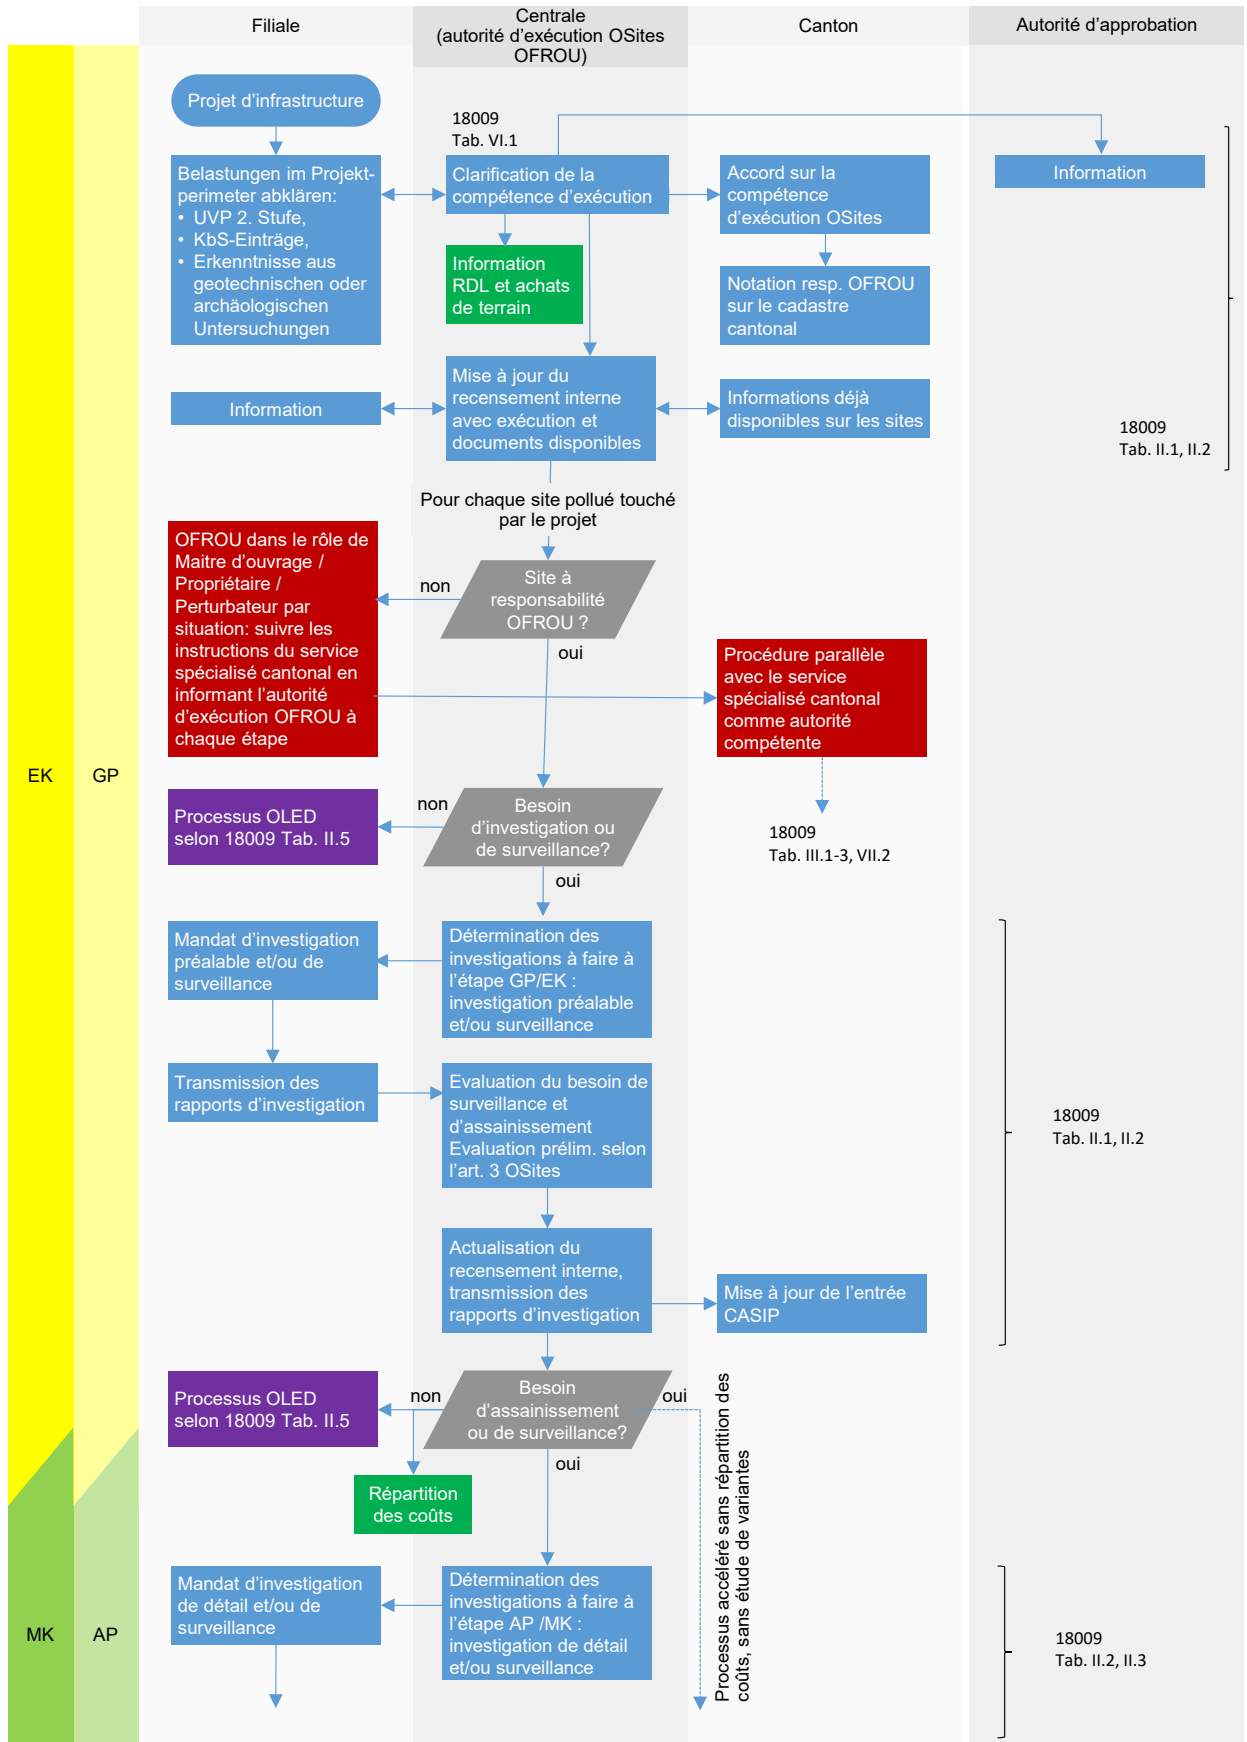 Filiale
Centrale
(autorité d'exécution OSites
OFROU)
Canton
Autorité d'approbation
Projet d'infrastructure
18009
Tab. VI.1
Belastungen im Projekt-
perimeter abklären:
• UVP 2. Stufe,
• KbS-Einträge,
• Erkenntnisse aus
geotechnischen oder
archäologischen
Untersuchungen
Clarification de la
compétence d'exécution
Accord sur la
compétence
d'exécution OSites
Information
Information
RDL et achats
de terrain
Notation resp. OFROU
sur le cadastre
cantonal
Information
Mise à jour du
recensement interne
avec exécution et
documents disponibles
Informations déjà
disponibles sur les sites
18009
Tab. II.1, II.2
Pour chaque site pollué touché
par le projet
OFROU dans le rôle de
Maitre d'ouvrage /
Propriétaire /
Perturbateur par
situation: suivre les
instructions du service
spécialisé cantonal en
informant l'autorité
d'exécution OFROU à
chaque étape
non
Site à
responsabilité
OFROU ?
oui
Procédure parallèle
avec le service
spécialisé cantonal
comme autorité
compétente
EK
GP
Processus OLED
selon 18009 Tab. II.5
non
Besoin
d'investigation ou
de surveillance?
oui
18009
Tab. III.1-3, VII.2
Mandat d'investigation
préalable et/ou de
surveillance
Détermination des
investigations à faire à
l'étape GP/EK :
investigation préalable
et/ou surveillance
Transmission des
rapports d'investigation
Evaluation du besoin de
surveillance et
d'assainissement
Evaluation prélim. selon
l'art. 3 OSites
18009
Tab. II.1, II.2
Actualisation du
recensement interne,
transmission des
rapports d'investigation
Mise à jour de l'entrée
CASIP
Processus OLED
selon 18009 Tab. II.5
non
Besoin
d'assainissement
ou de surveillance?
oui
oui
Processus accéléré sans répartition des
coûts, sans étude de variantes
Répartition
des coûts
Mandat d'investigation
de détail et/ou de
surveillance
Détermination des
investigations à faire à
l'étape AP /MK :
investigation de détail
et/ou surveillance
MK
AP
18009
Tab. II.2, II.3